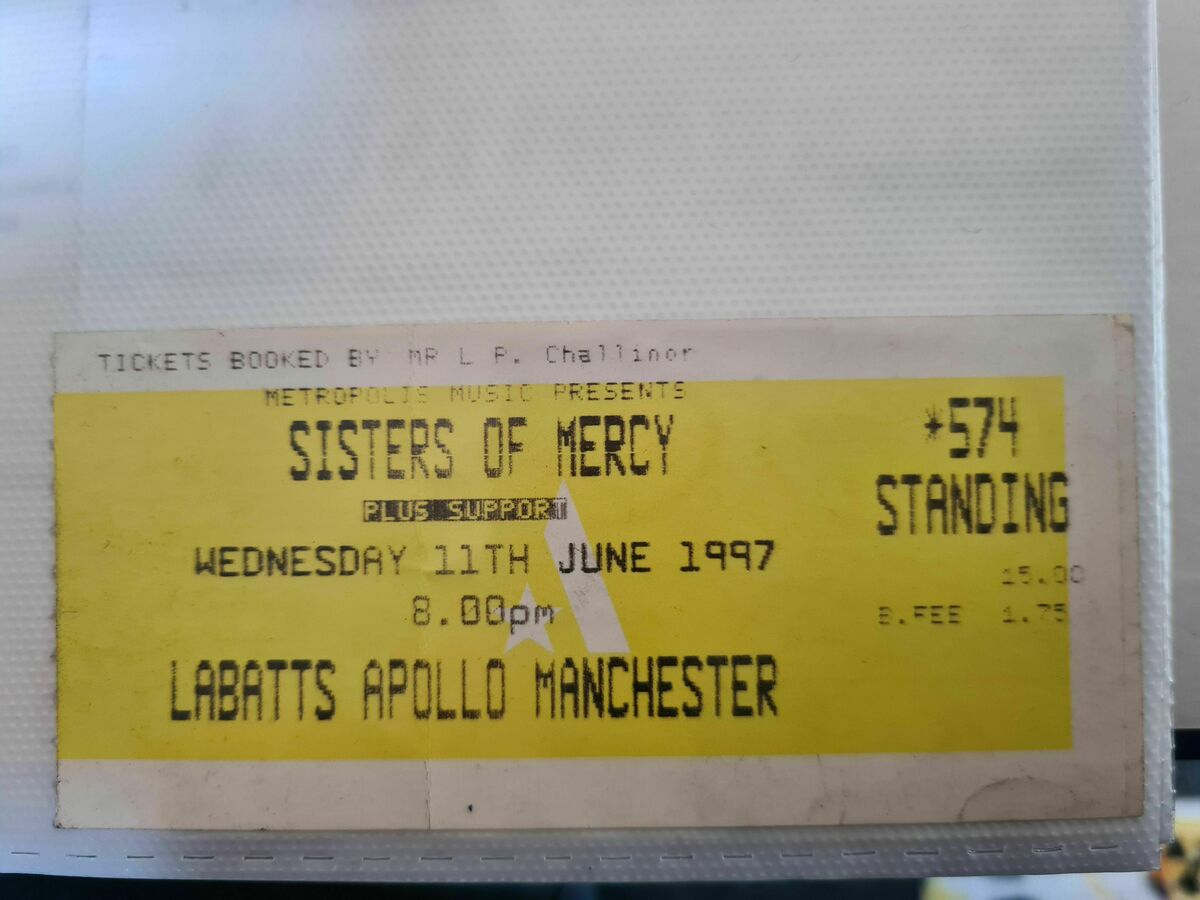 TICKETS BOOKED BY MR L P. Challinor
METROPOLIS MUSIC PRESENTS
SISTERS OF MERCY
PLUS SUPPORT
WEDNESDAY 11TH JUNE 1997
8.00pm
LABATTS APOLLO MANCHESTER
*574
STANDING
15.00
B.FEE 1.75